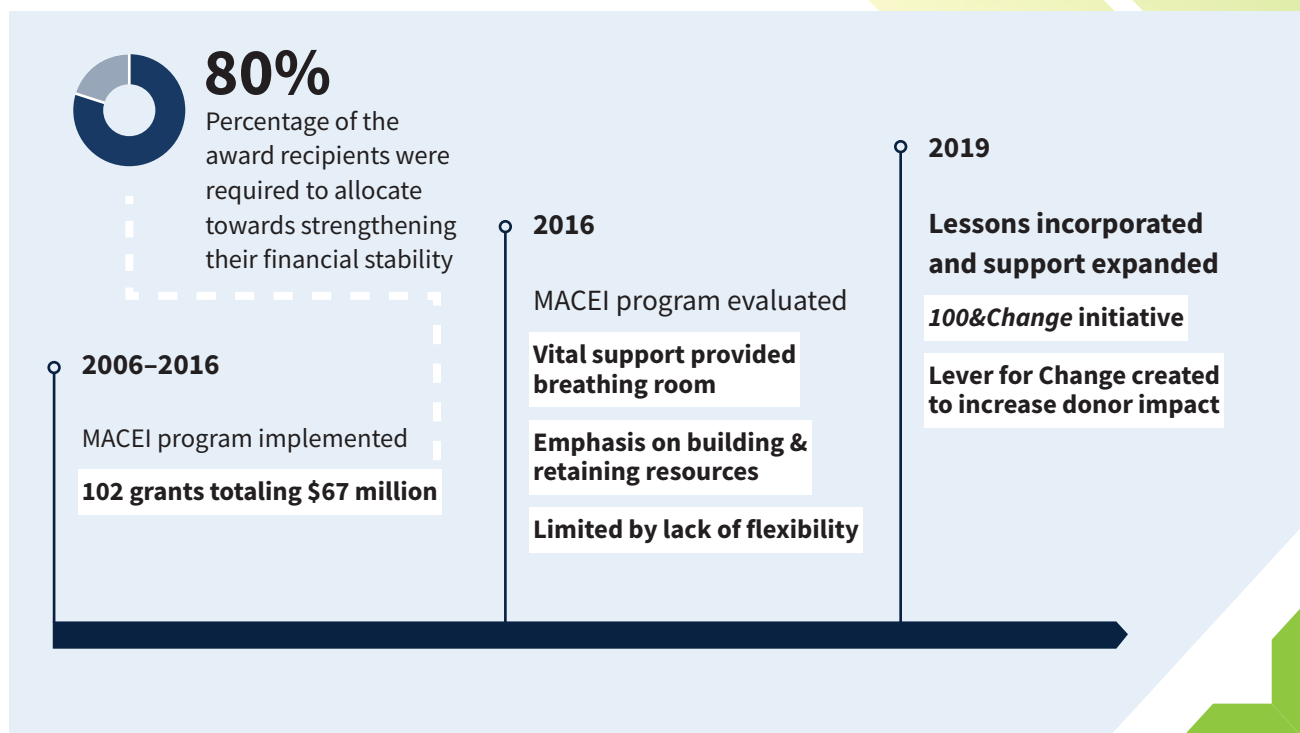 80%
Percentage of the
award recipients were
required to allocate
towards strengthening
their financial stability
2006–2016
MACEI program implemented
102 grants totaling $67 million
2016
MACEI program evaluated
Vital support provided
breathing room
Emphasis on building &
retaining resources
Limited by lack of flexibility
2019
Lessons incorporated
and support expanded
100&Change initiative
Lever for Change created
to increase donor impact